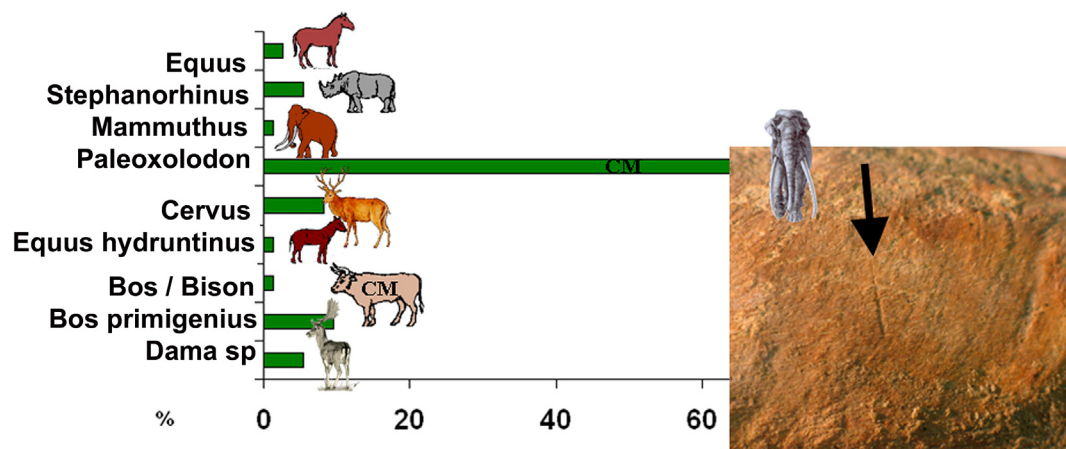 Equus
Stephanorhinus
Mammuthus
Paleoxolodon
CM
Cervus
Equus hydruntinus
Bos / Bison
CM
Bos primigenius
Dama sp
% 0 20 40 60